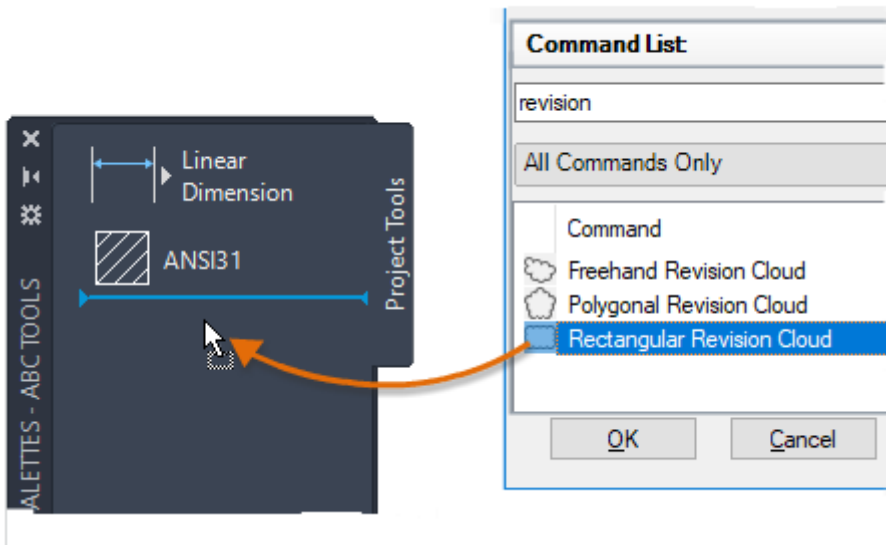 Command List:
revision
All Commands Only
Command
Freehand Revision Cloud
Polygonal Revision Cloud
Rectangular Revision Cloud
OK
Cancel
Linear
Dimension
ANSI31
Project Tools
ALETTES - ABC TOOLS